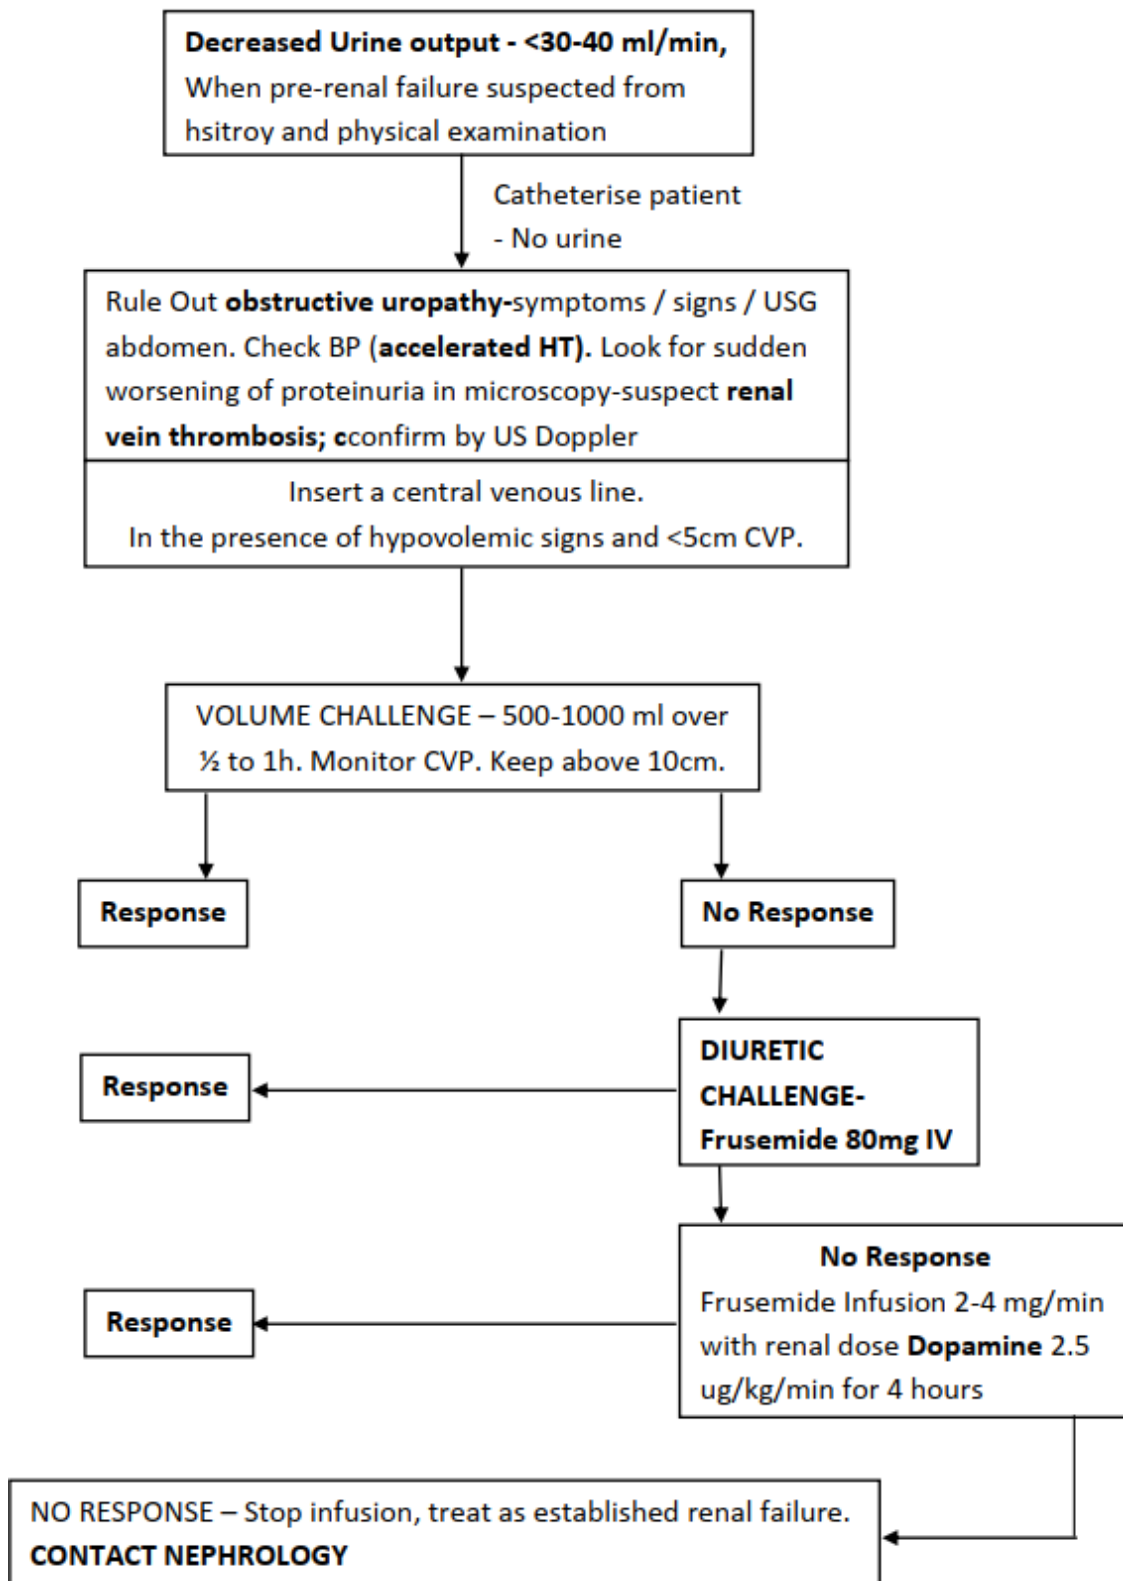 Decreased Urine output - <30-40 ml/min,
When pre-renal failure suspected from
hsitroy and physical examination
Catheterise patient
- No urine
Rule Out obstructive uropathy-symptoms / signs / USG
abdomen. Check BP (accelerated HT). Look for sudden
worsening of proteinuria in microscopy-suspect renal
vein thrombosis; cconfirm by US Doppler
Insert a central venous line.
In the presence of hypovolemic signs and <5cm CVP.
VOLUME CHALLENGE – 500-1000 ml over
½ to 1h. Monitor CVP. Keep above 10cm.
Response
No Response
DIURETIC
CHALLENGE-
Frusemide 80mg IV
Response
No Response
Frusemide Infusion 2-4 mg/min
with renal dose Dopamine 2.5
ug/kg/min for 4 hours
Response
NO RESPONSE – Stop infusion, treat as established renal failure.
CONTACT NEPHROLOGY